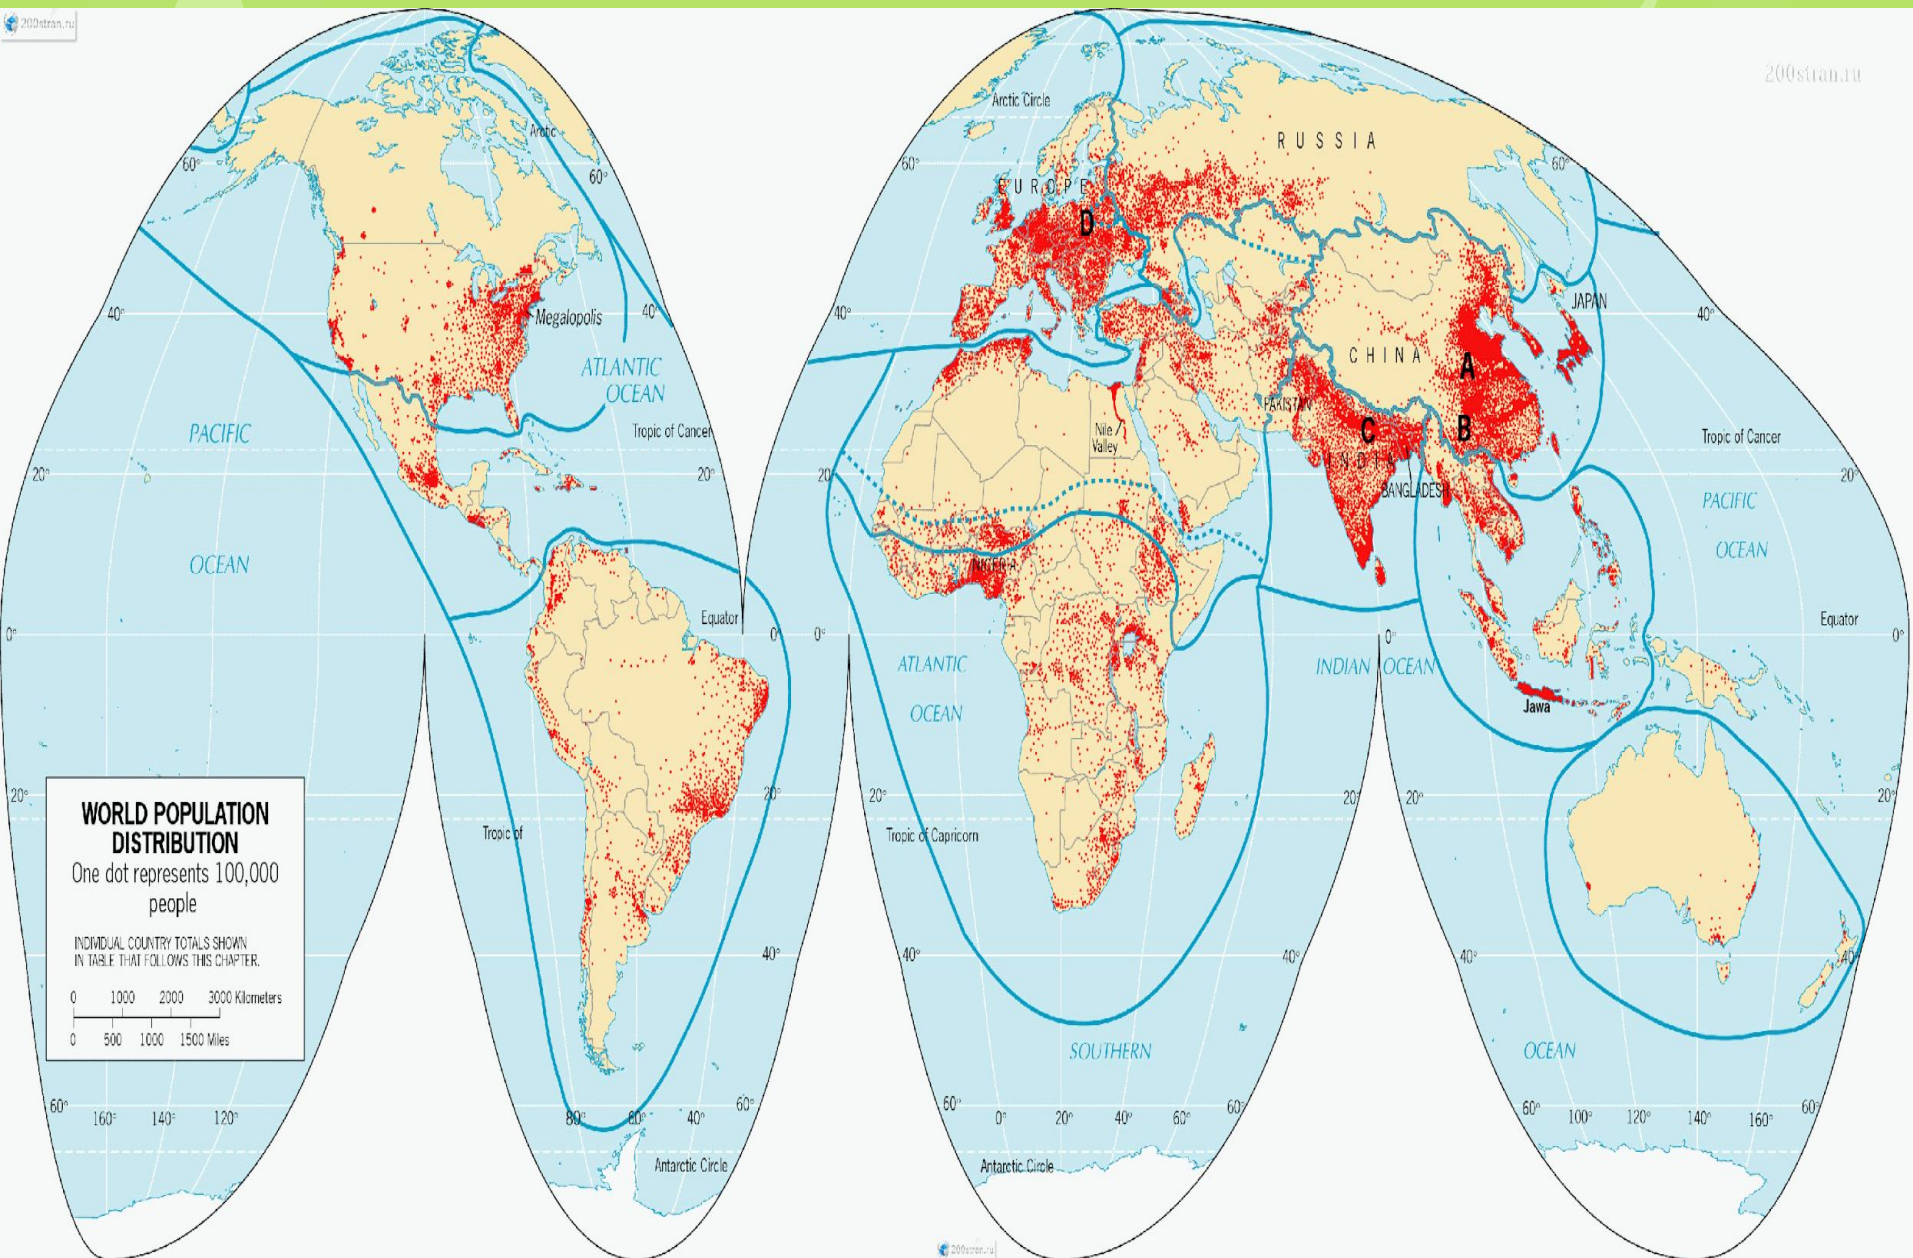 200stran.ru
200stran.ru
Arctic Circle
RUSSIA
Arctic
60°
60°
60°
60°
EUROPE
D
40°
Megalopolis
40°
40°
JAPAN
40°
ATLANTIC
OCEAN
CHINA
A
PACIFIC
Tropic of Cancer
PAKISTAN
Nile
Valley
C
B
Tropic of Cancer
20°
20°
20°
INDIA
20°
BANGLADESH
PACIFIC
OCEAN
OCEAN
NIGERIA
Equator
Equator
0°
0°
0°
0°
0°
ATLANTIC
OCEAN
INDIAN
OCEAN
Jawa
20°
20°
20°
20°
20°
20°
WORLD POPULATION
DISTRIBUTION
One dot represents 100,000
people
Tropic of
Tropic of Capricorn
INDIVIDUAL COUNTRY TOTALS SHOWN
IN TABLE THAT FOLLOWS THIS CHAPTER.
40°
40°
40°
40°
40°
0 1000 2000 3000 Kilometers
0 500 1000 1500 Miles
SOUTHERN
OCEAN
60° 160° 140° 120°
80° 60° 40° 60°
60° 0° 20° 40° 60° 60°
60° 100° 120° 140° 160° 60°
Antarctic Circle
Antarctic Circle
200stran.ru